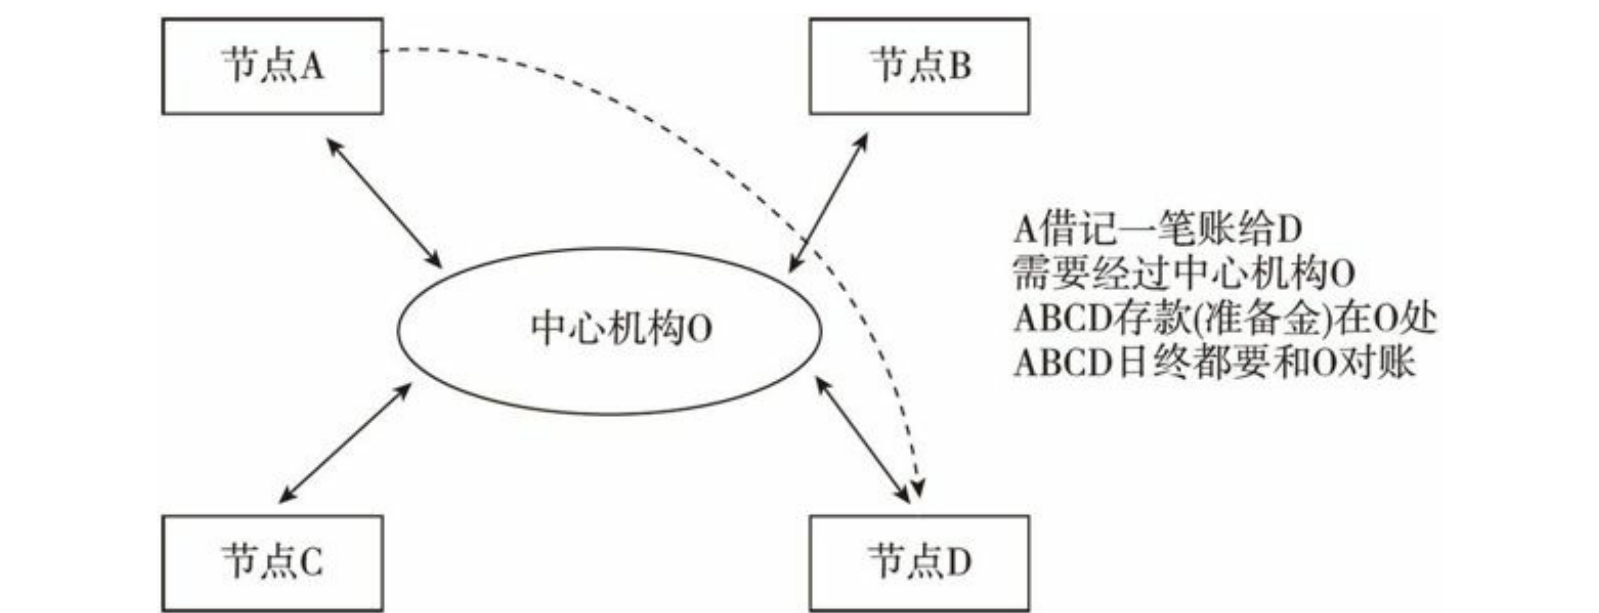 节点A
节点B
A借记一笔账给D
需要经过中心机构O
ABCD存款(准备金)在O处
ABCD日终都要和O对账
中心机构O
节点C
节点D